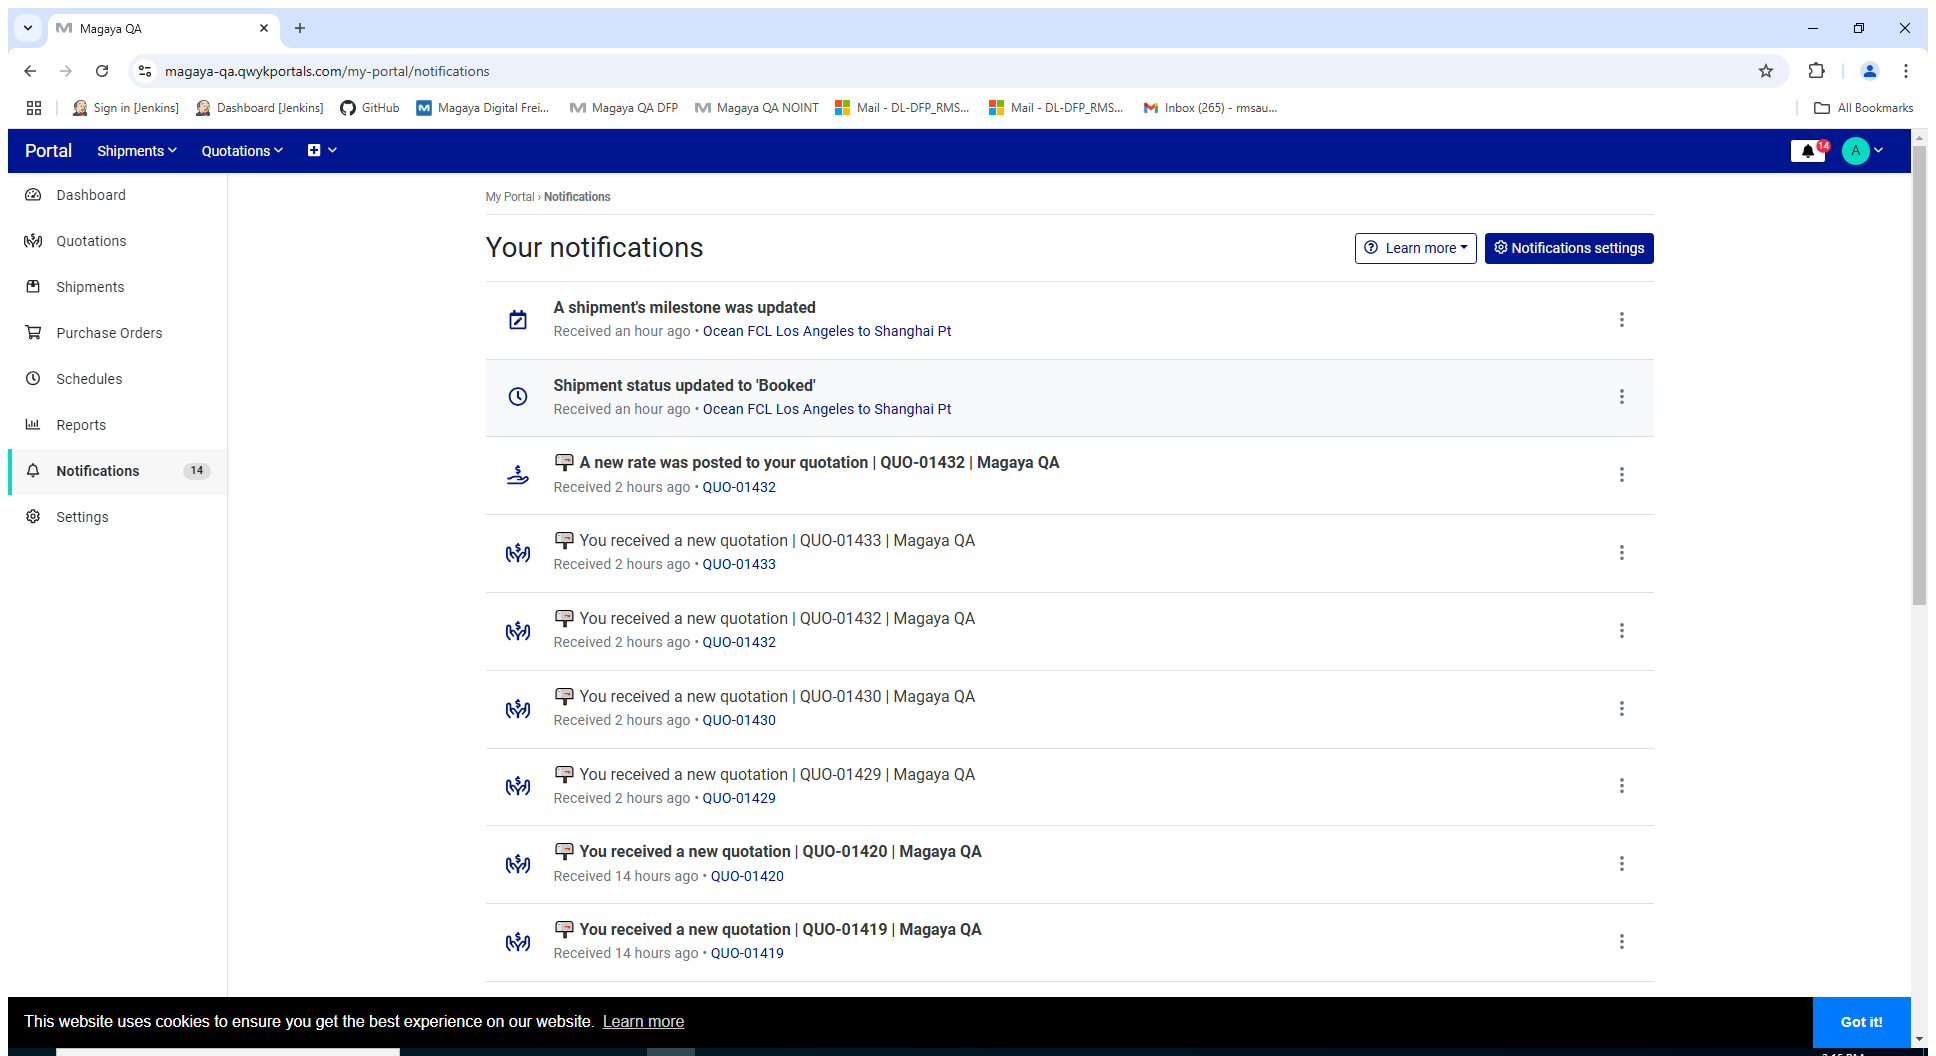 Magaya QA
magaya-qa.qwykportals.com/my-portal/notifications
Sign in [Jenkins] Dashboard [Jenkins] GitHub Magaya Digital Frei... Magaya QA DFP Magaya QA NOINT Mail - DL-DFP_RMS... Mail - DL-DFP_RMS... Inbox (265) - rmsau... All Bookmarks
Portal Shipments Quotations 14 A
Dashboard
Quotations
Shipments
Purchase Orders
Schedules
Reports
Notifications 14
Settings
My Portal › Notifications
Your notifications
Learn more Notifications settings
A shipment's milestone was updated
Received an hour ago • Ocean FCL Los Angeles to Shanghai Pt
Shipment status updated to 'Booked'
Received an hour ago • Ocean FCL Los Angeles to Shanghai Pt
A new rate was posted to your quotation | QUO-01432 | Magaya QA
Received 2 hours ago • QUO-01432
You received a new quotation | QUO-01433 | Magaya QA
Received 2 hours ago • QUO-01433
You received a new quotation | QUO-01432 | Magaya QA
Received 2 hours ago • QUO-01432
You received a new quotation | QUO-01430 | Magaya QA
Received 2 hours ago • QUO-01430
You received a new quotation | QUO-01429 | Magaya QA
Received 2 hours ago • QUO-01429
You received a new quotation | QUO-01420 | Magaya QA
Received 14 hours ago • QUO-01420
You received a new quotation | QUO-01419 | Magaya QA
Received 14 hours ago • QUO-01419
This website uses cookies to ensure you get the best experience on our website. Learn more
Got it!